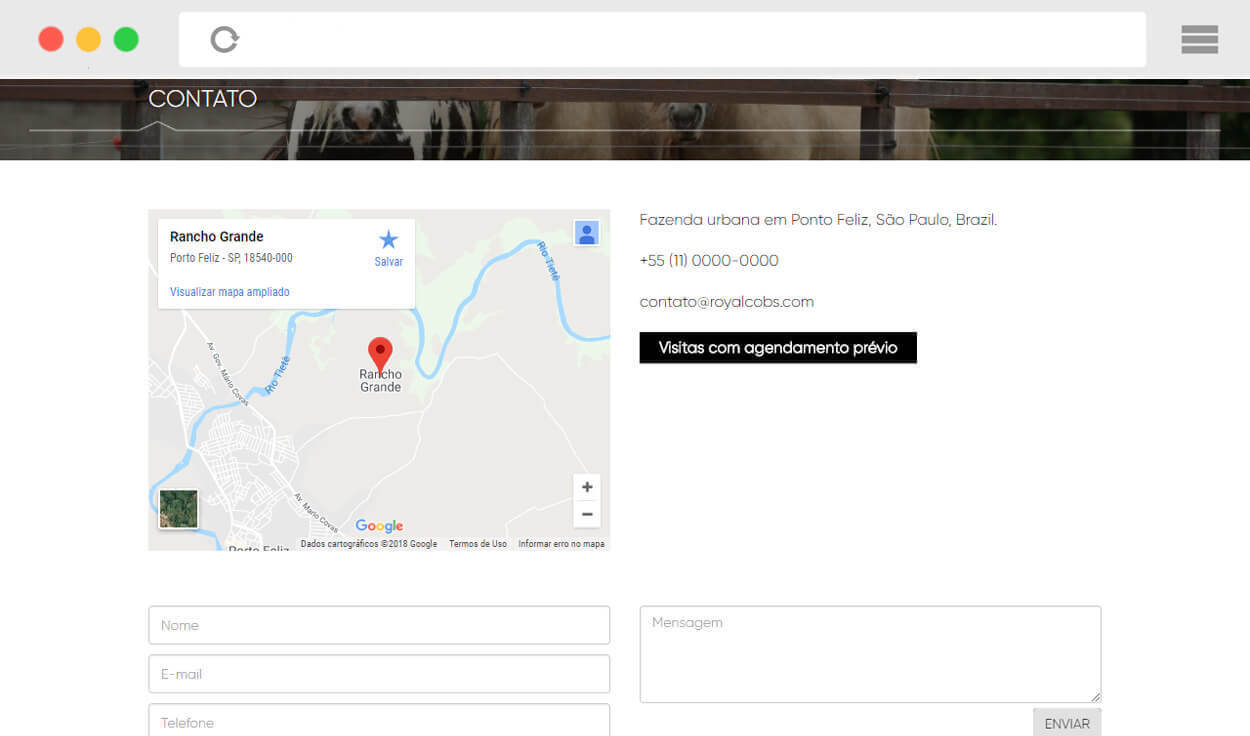 CONTATO
Rancho Grande
Porto Feliz - SP, 18540-000
Salvar
Visualizar mapa ampliado
Rio Tietê
Av. Gov. Mário Covas
Rio Tietê
Rancho
Grande
Av. Mário Covas
Porto Feliz
Google
Dados cartográficos ©2018 Google Termos de Uso Informar erro no mapa
Fazenda urbana em Ponto Feliz, São Paulo, Brazil.
+55 (11) 0000-0000
contato@royalcobs.com
Visitas com agendamento prévio
Nome
E-mail
Telefone
Mensagem
ENVIAR